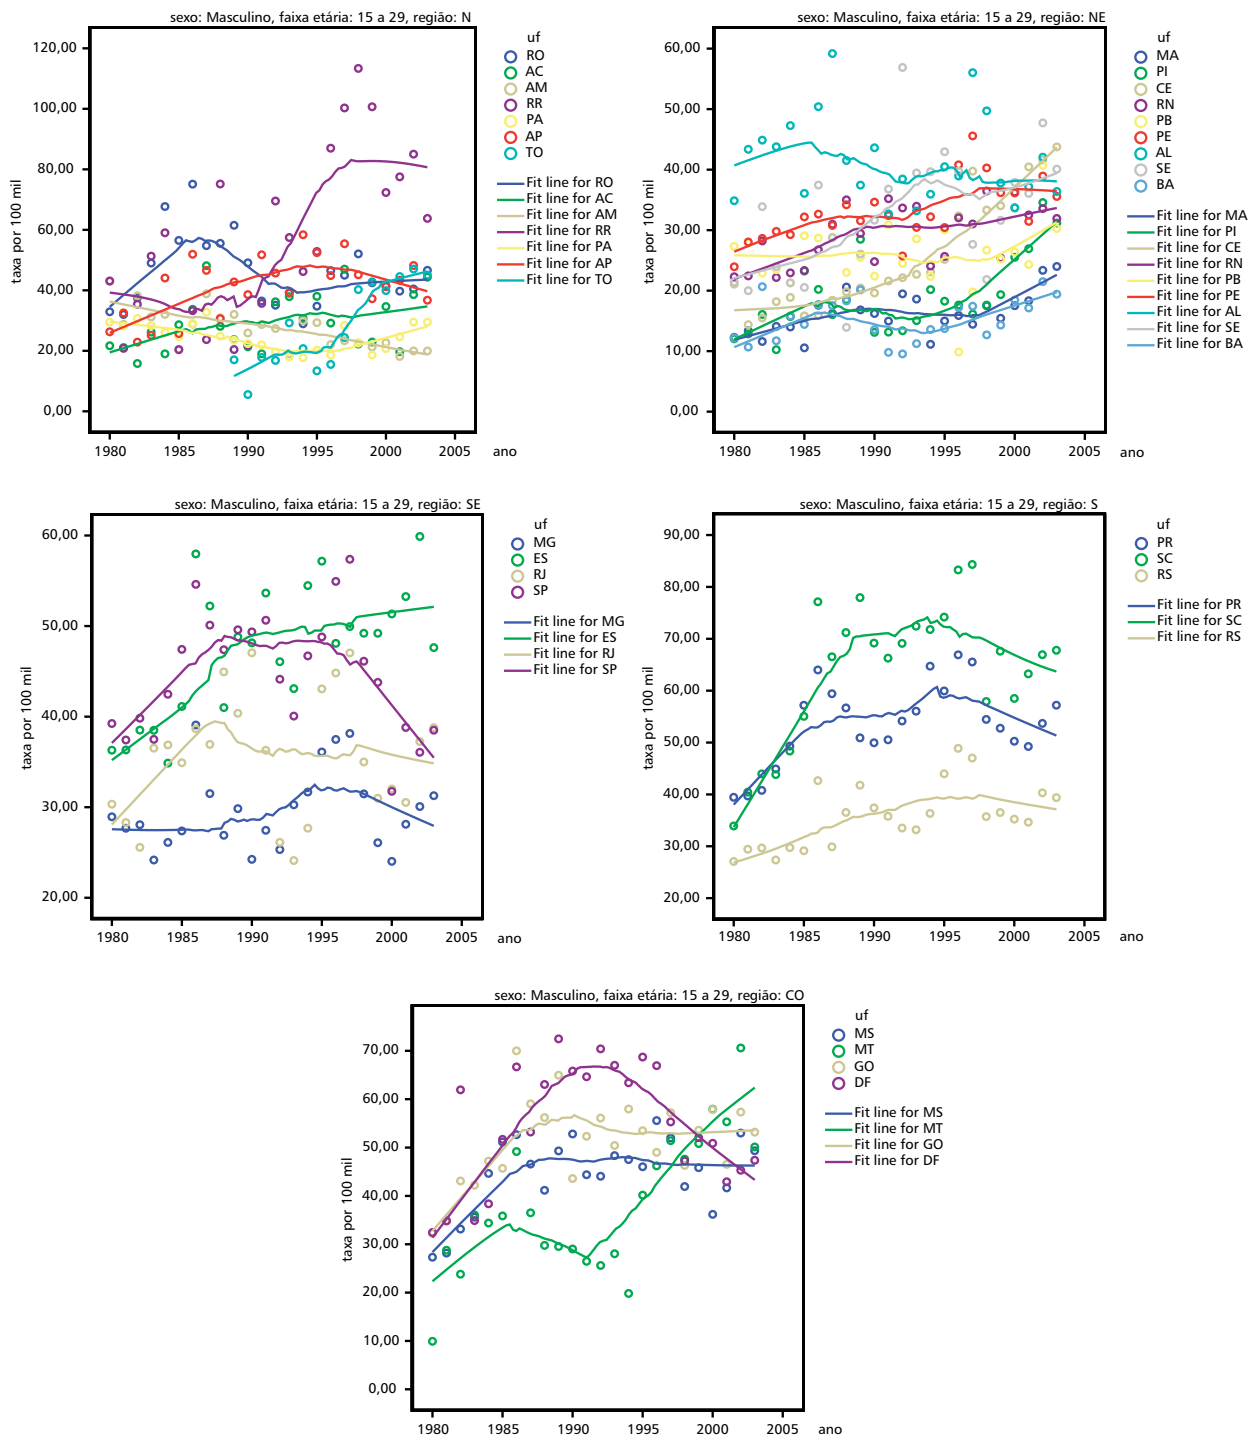 sexo: Masculino, faixa etária: 15 a 29, região: N
taxa por 100 mil
120,00
100,00
80,00
60,00
40,00
20,00
0,00
1980
1985
1990
1995
2000
2005
ano
uf
RO
AC
AM
RR
PA
AP
TO
Fit line for RO
Fit line for AC
Fit line for AM
Fit line for RR
Fit line for PA
Fit line for AP
Fit line for TO
sexo: Masculino, faixa etária: 15 a 29, região: NE
taxa por 100 mil
60,00
50,00
40,00
30,00
20,00
10,00
0,00
1980
1985
1990
1995
2000
2005
ano
uf
MA
PI
CE
RN
PB
PE
AL
SE
BA
Fit line for MA
Fit line for PI
Fit line for CE
Fit line for RN
Fit line for PB
Fit line for PE
Fit line for AL
Fit line for SE
Fit line for BA
sexo: Masculino, faixa etária: 15 a 29, região: SE
taxa por 100 mil
60,00
50,00
40,00
30,00
20,00
1980
1985
1990
1995
2000
2005
ano
uf
MG
ES
RJ
SP
Fit line for MG
Fit line for ES
Fit line for RJ
Fit line for SP
sexo: Masculino, faixa etária: 15 a 29, região: S
taxa por 100 mil
90,00
80,00
70,00
60,00
50,00
40,00
30,00
20,00
1980
1985
1990
1995
2000
2005
ano
uf
PR
SC
RS
Fit line for PR
Fit line for SC
Fit line for RS
sexo: Masculino, faixa etária: 15 a 29, região: CO
taxa por 100 mil
70,00
60,00
50,00
40,00
30,00
20,00
10,00
0,00
1980
1985
1990
1995
2000
2005
ano
uf
MS
MT
GO
DF
Fit line for MS
Fit line for MT
Fit line for GO
Fit line for DF